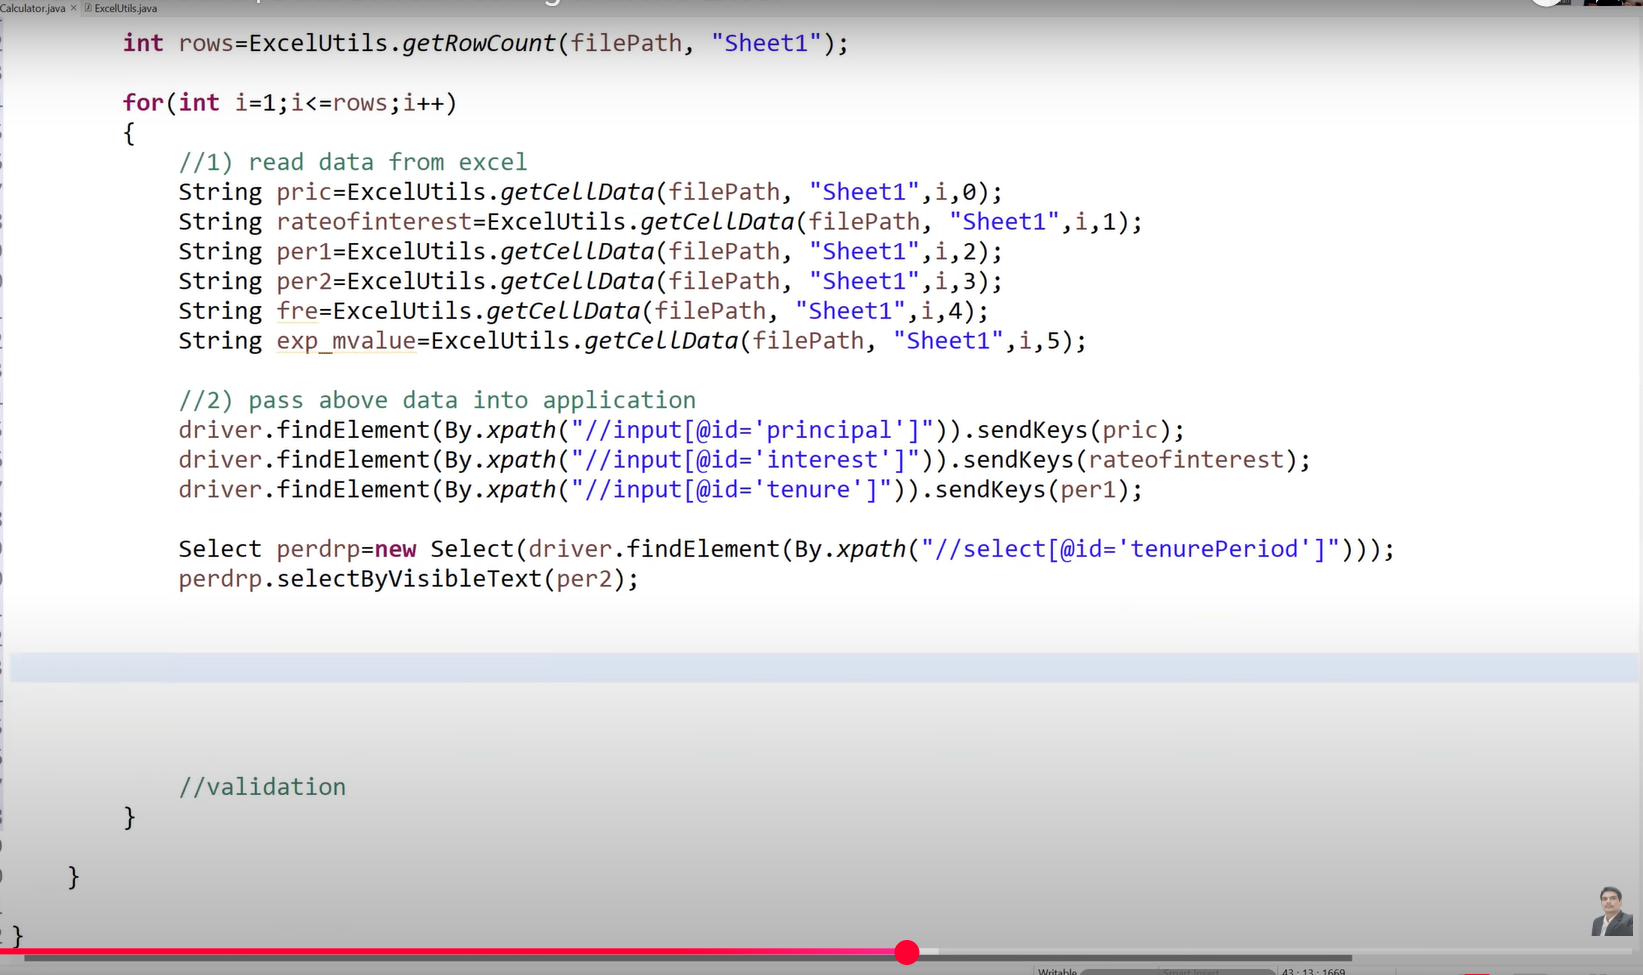 Calculator.java ExcelUtils.java
int rows=ExcelUtils.getRowCount(filePath, "Sheet1");
for(int i=1;i<=rows;i++)
{
//1) read data from excel
String pric=ExcelUtils.getCellData(filePath, "Sheet1",i,0);
String rateofinterest=ExcelUtils.getCellData(filePath, "Sheet1",i,1);
String per1=ExcelUtils.getCellData(filePath, "Sheet1",i,2);
String per2=ExcelUtils.getCellData(filePath, "Sheet1",i,3);
String fre=ExcelUtils.getCellData(filePath, "Sheet1",i,4);
String exp_mvalue=ExcelUtils.getCellData(filePath, "Sheet1",i,5);
//2) pass above data into application
driver.findElement(By.xpath("//input[@id='principal']")).sendKeys(pric);
driver.findElement(By.xpath("//input[@id='interest']")).sendKeys(rateofinterest);
driver.findElement(By.xpath("//input[@id='tenure']")).sendKeys(per1);
Select perdrp=new Select(driver.findElement(By.xpath("//select[@id='tenurePeriod']")));
perdrp.selectByVisibleText(per2);
//validation
}
}
}
Writable Smart Insert 43 : 13 : 1669